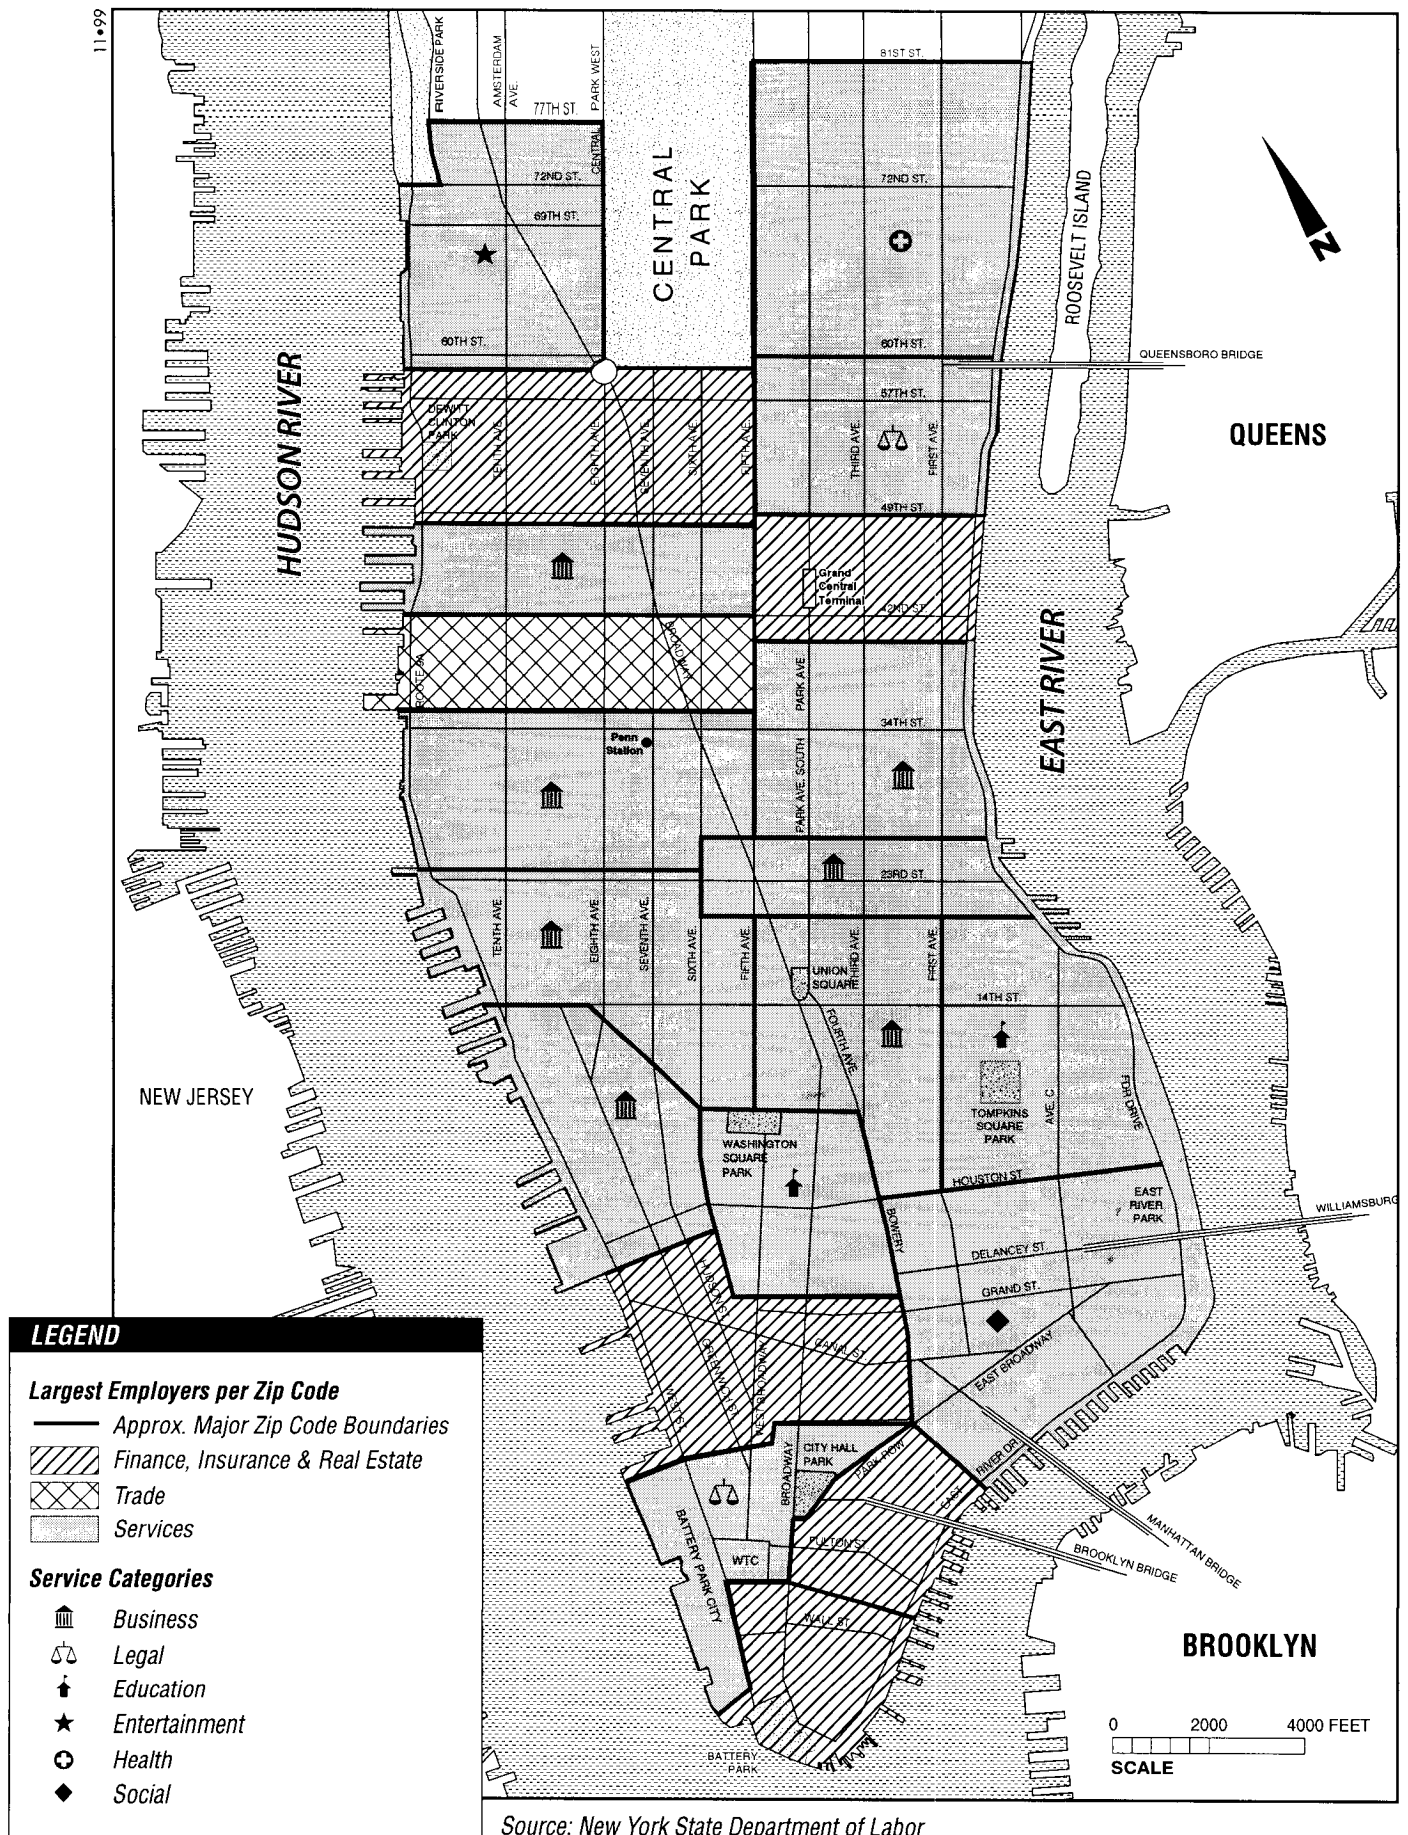 11•99
RIVERSIDE PARK
AMSTERDAM
AVE.
PARK WEST
CENTRAL
77TH ST.
81ST ST.
72ND ST.
72ND ST.
69TH ST.
CENTRAL
PARK
ROOSEVELT ISLAND
N
60TH ST.
60TH ST.
QUEENSBORO BRIDGE
57TH ST.
HUDSON RIVER
DEWITT
CLINTON
PARK
TENTH AVE.
EIGHTH AVE.
SEVENTH AVE.
SIXTH AVE.
FIFTH AVE.
THIRD AVE.
FIRST AVE.
QUEENS
49TH ST.
Grand
Central
Terminal
42ND ST.
BROADWAY
ROUTE 9A
PARK AVE
EAST RIVER
34TH ST.
Penn
Station
PARK AVE. SOUTH
23RD ST.
TENTH AVE.
EIGHTH AVE.
SEVENTH AVE.
SIXTH AVE.
FIFTH AVE.
THIRD AVE.
FIRST AVE.
UNION
SQUARE
14TH ST.
FOURTH AVE.
NEW JERSEY
TOMPKINS
SQUARE
PARK
AVE. C
FDR DRIVE
WASHINGTON
SQUARE
PARK
HOUSTON ST.
EAST
RIVER
PARK
WILLIAMSBURG
BOWERY
DELANCEY ST.
GRAND ST.
HUDSON ST.
GREENWICH ST.
WEST BROADWAY
CANAL ST.
EAST BROADWAY
WEST ST.
CITY HALL
PARK
PARK ROW
BROADWAY
EAST
RIVER DR.
MANHATTAN BRIDGE
BROOKLYN BRIDGE
BATTERY PARK CITY
WTC
FULTON ST.
WALL ST.
BROOKLYN
BATTERY
PARK
0 2000 4000 FEET
SCALE
LEGEND
Largest Employers per Zip Code
Approx. Major Zip Code Boundaries
Finance, Insurance & Real Estate
Trade
Services
Service Categories
Business
Legal
Education
Entertainment
Health
Social
Source: New York State Department of Labor